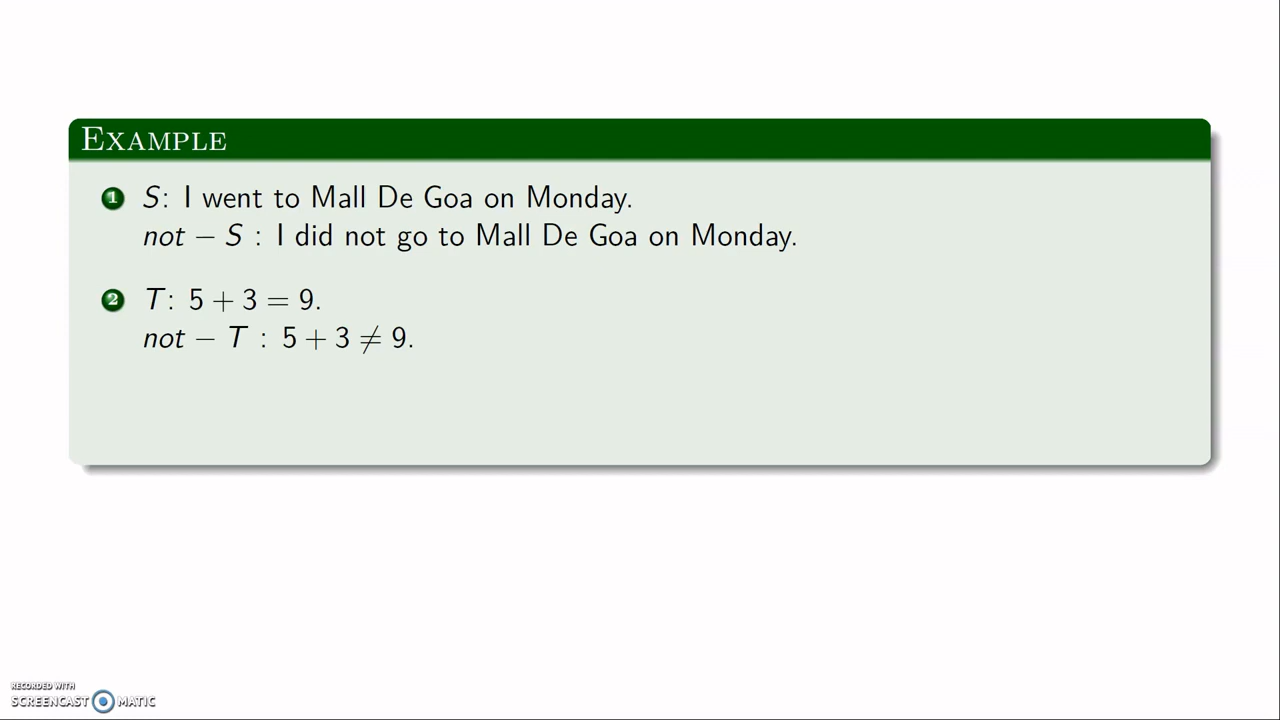 EXAMPLE
1 S: I went to Mall De Goa on Monday.
not − S : I did not go to Mall De Goa on Monday.
2 T: 5 + 3 = 9.
not − T : 5 + 3 ≠ 9.
RECORDED WITH
SCREENCAST MATIC